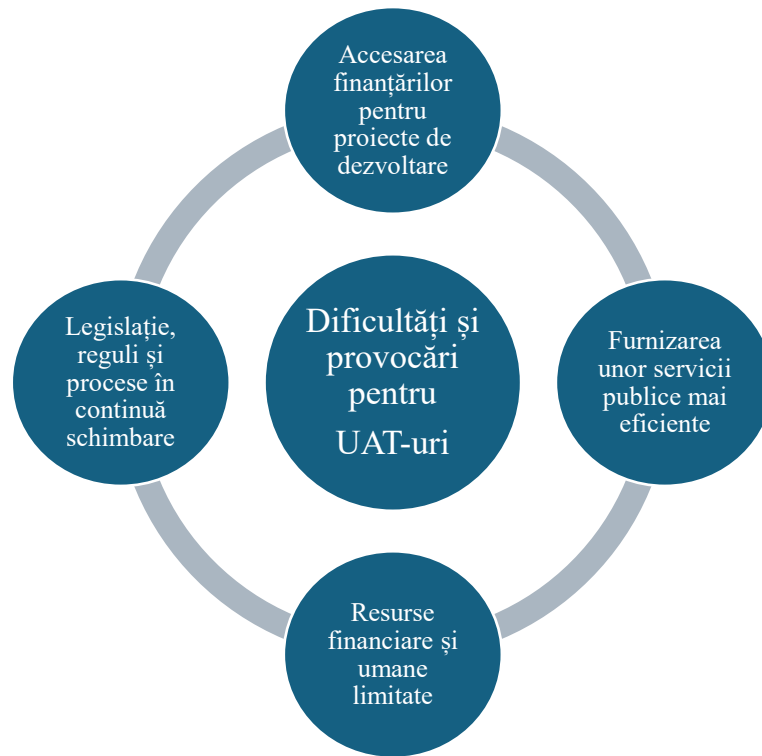 Accesarea
finanțărilor
pentru
proiecte de
dezvoltare
Legislație,
reguli și
procese în
continuă
schimbare
Dificultăți și
provocări
pentru
UAT-uri
Furnizarea
unor servicii
publice mai
eficiente
Resurse
financiare și
umane
limitate